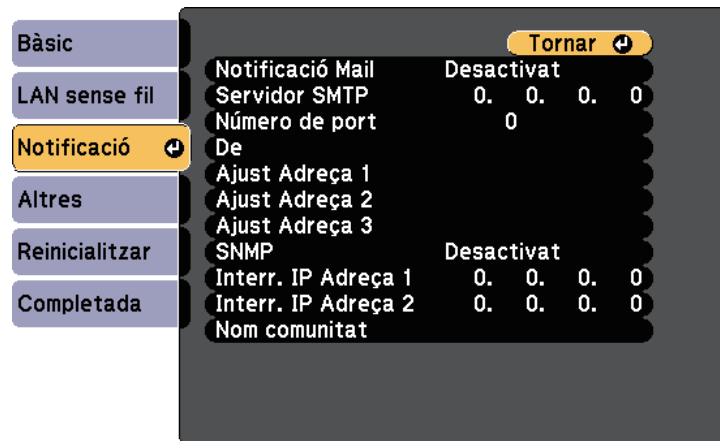 Bàsic
LAN sense fil
Notificació
Altres
Reinicialitzar
Completada
Tornar
Notificació Mail Desactivat
Servidor SMTP 0. 0. 0. 0
Número de port 0
De
Ajust Adreça 1
Ajust Adreça 2
Ajust Adreça 3
SNMP Desactivat
Interr. IP Adreça 1 0. 0. 0. 0
Interr. IP Adreça 2 0. 0. 0. 0
Nom comunitat